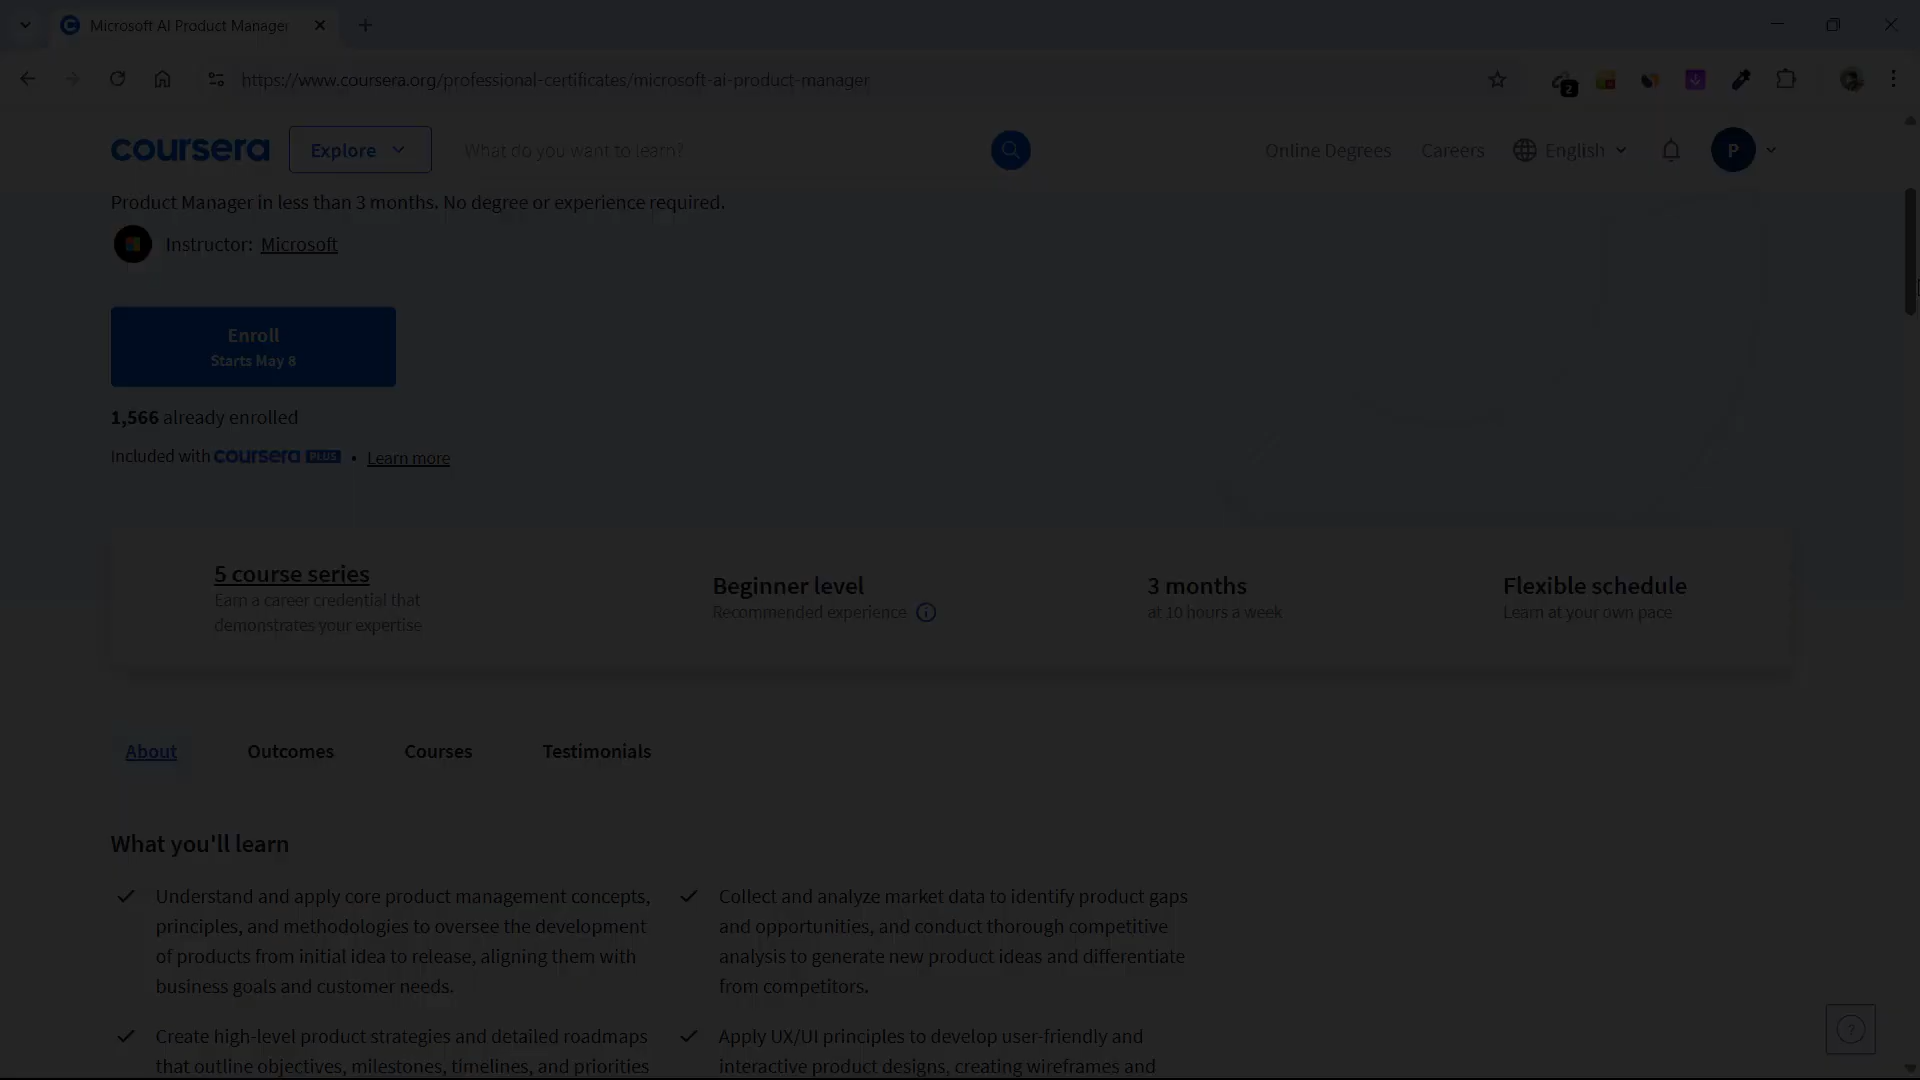 Microsoft AI Product Manager
https://www.coursera.org/professional-certificates/microsoft-ai-product-manager
2
coursera
Explore
What do you want to learn?
Online Degrees
Careers
English
P
Product Manager in less than 3 months. No degree or experience required.
Instructor: Microsoft
Enroll
Starts May 8
1,566 already enrolled
Included with coursera PLUS • Learn more
5 course series
Earn a career credential that
demonstrates your expertise
Beginner level
Recommended experience
3 months
at 10 hours a week
Flexible schedule
Learn at your own pace
About
Outcomes
Courses
Testimonials
What you'll learn
Understand and apply core product management concepts,
principles, and methodologies to oversee the development
of products from initial idea to release, aligning them with
business goals and customer needs.
Collect and analyze market data to identify product gaps
and opportunities, and conduct thorough competitive
analysis to generate new product ideas and differentiate
from competitors.
Create high-level product strategies and detailed roadmaps
that outline objectives, milestones, timelines, and priorities
Apply UX/UI principles to develop user-friendly and
interactive product designs, creating wireframes and